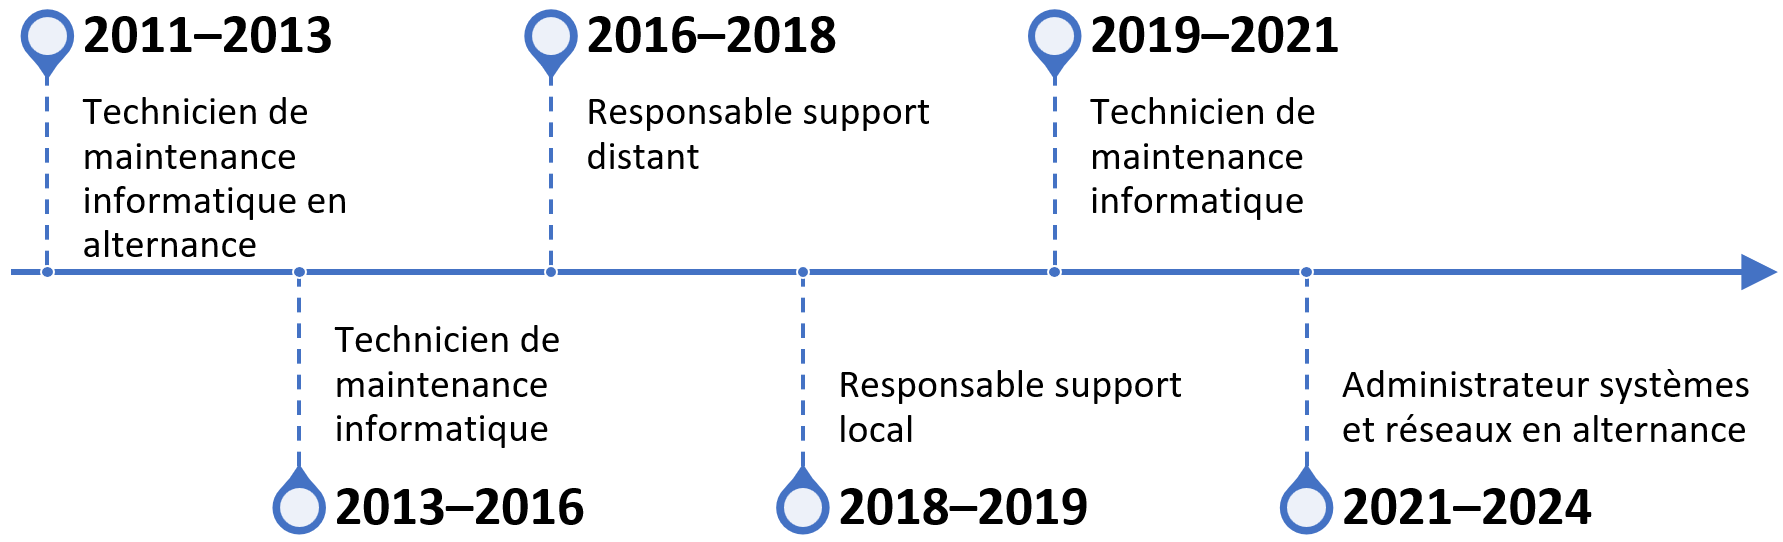 2011–2013
Technicien de
maintenance
informatique en
alternance
2013–2016
Technicien de
maintenance
informatique
2016–2018
Responsable support
distant
2018–2019
Responsable support
local
2019–2021
Technicien de
maintenance
informatique
2021–2024
Administrateur systèmes
et réseaux en alternance